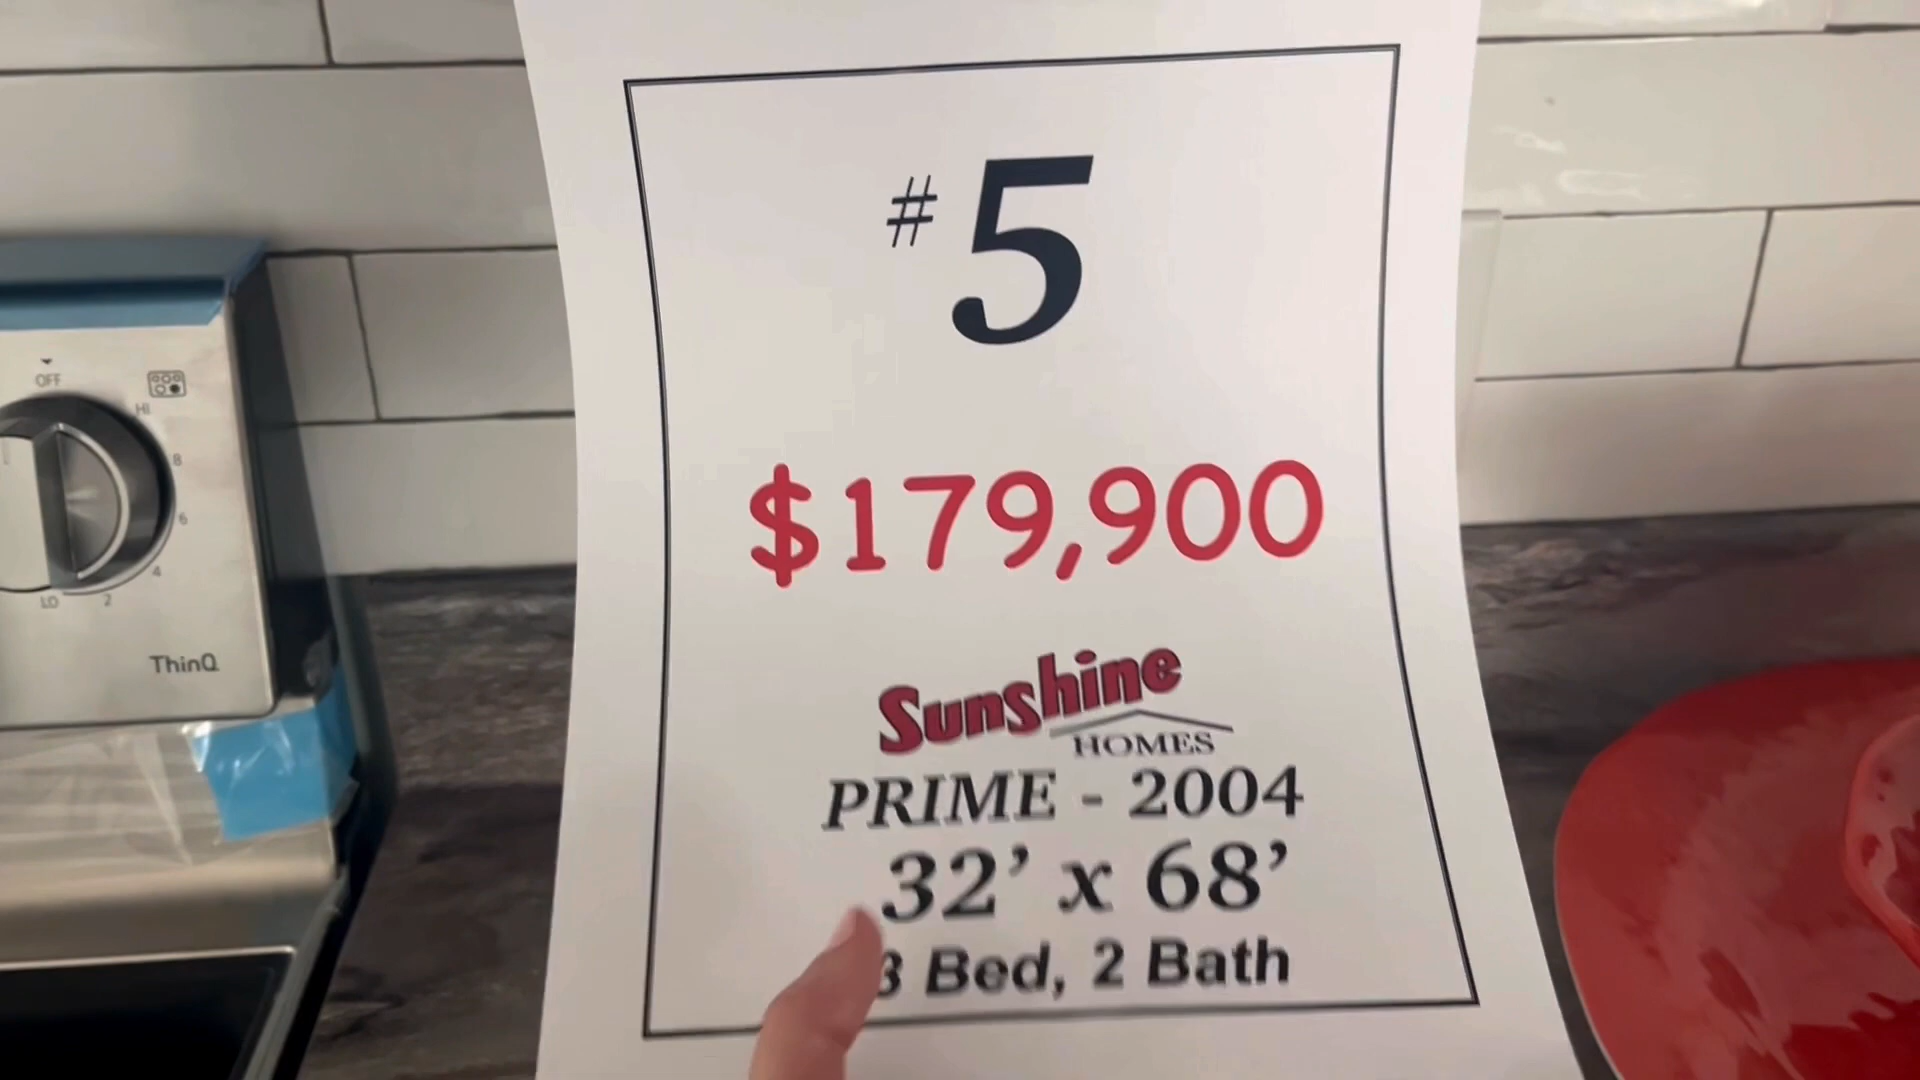 #5
$179,900
Sunshine
HOMES
PRIME - 2004
32' x 68'
3 Bed, 2 Bath
OFF
HI
8
6
4
2
LO
ThinQ